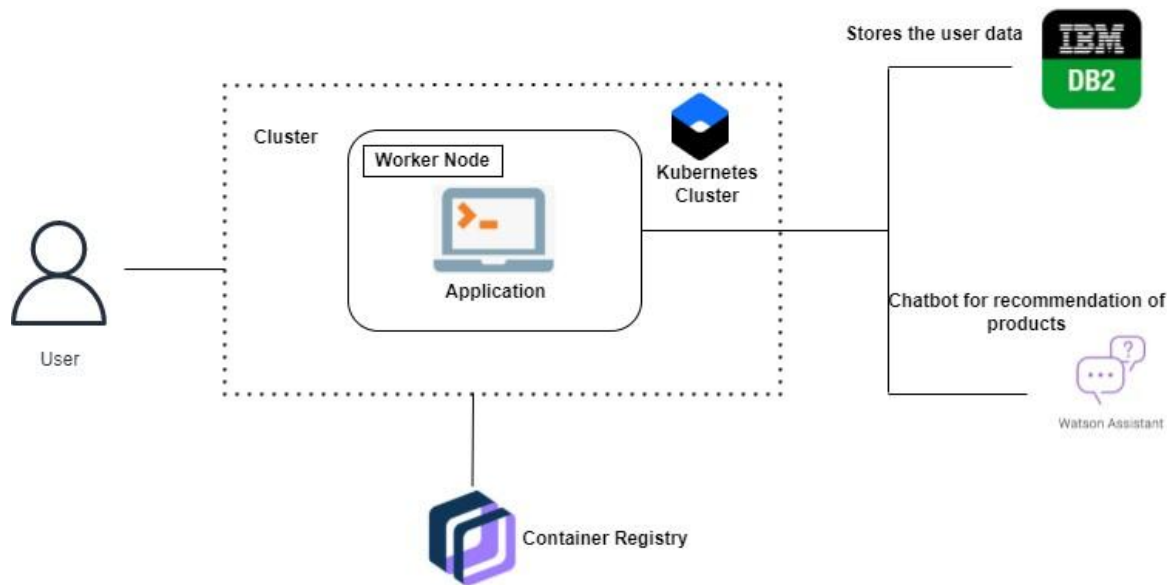 Stores the user data
IBM
DB2
Cluster
Worker Node
Kubernetes
Cluster
Application
User
Chatbot for recommendation of
products
?
Watson Assistant
Container Registry